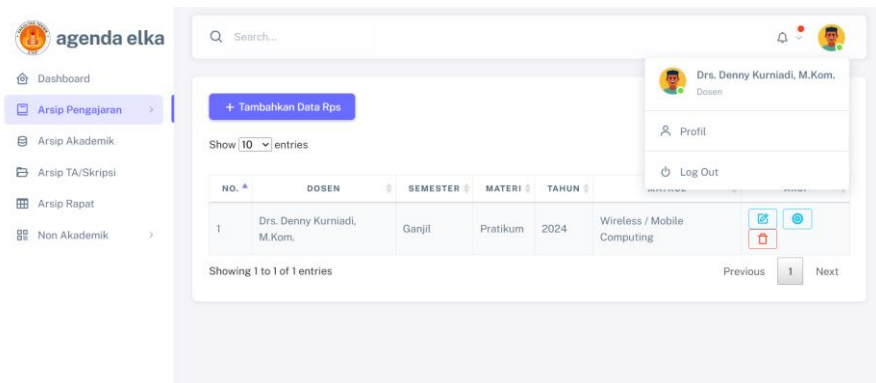 agenda elka
Search...
Dashboard
Arsip Pengajaran
Arsip Akademik
Arsip TA/Skripsi
Arsip Rapat
Non Akademik
Drs. Denny Kurniadi, M.Kom.
Dosen
Profil
Log Out
+ Tambahkan Data Rps
Show 10 entries
NO. DOSEN SEMESTER MATERI TAHUN
1 Drs. Denny Kurniadi, M.Kom. Ganjil Pratikum 2024 Wireless / Mobile Computing
Showing 1 to 1 of 1 entries
Previous 1 Next